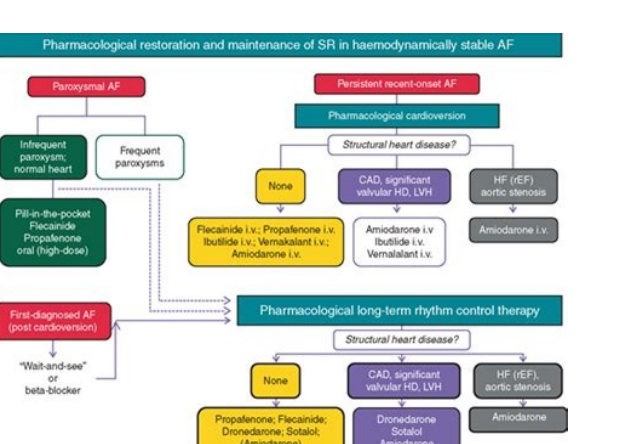 Pharmacological restoration and maintenance of SR in haemodynamically stable AF
Paroxysmal AF
Persistent recent-onset AF
Pharmacological cardioversion
Structural heart disease?
Infrequent
paroxysm;
normal heart
Frequent
paroxysms
None
CAD, significant
valvular HD, LVH
HF (rEF)
aortic stenosis
Pill-in-the-pocket
Flecainide
Propafenone
oral (high-dose)
Flecainide i.v.; Propafenone i.v.
Ibutilide i.v.; Vernakalant i.v.;
Amiodarone i.v.
Amiodarone i.v
Ibutilide i.v.
Vernalalant i.v.
Amiodarone i.v.
First-diagnosed AF
(post cardioversion)
Pharmacological long-term rhythm control therapy
Structural heart disease?
"Wait-and-see"
or
beta-blocker
None
CAD, significant
valvular HD, LVH
HF (rEF),
aortic stenosis
Propafenone; Flecainide;
Dronedarone; Sotalol;
(Amiodarone)
Dronedarone
Sotalol
Amiodarone
Amiodarone